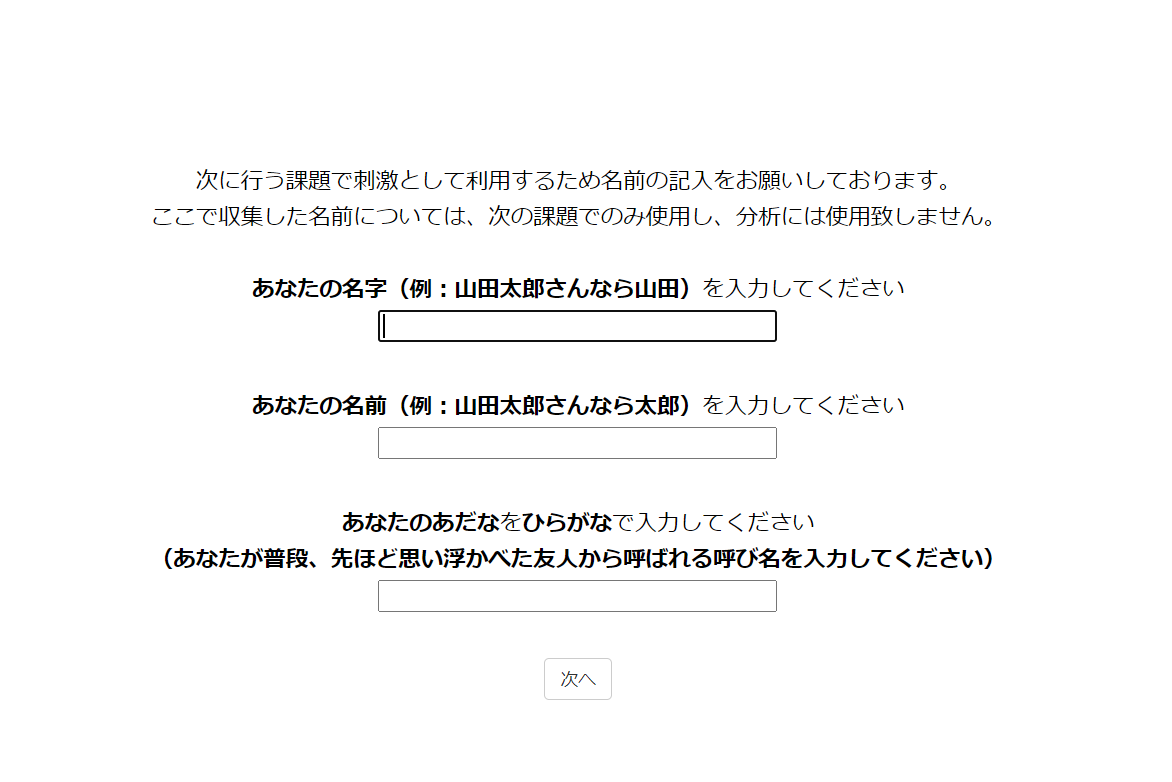 次に行う課題で刺激として利用するため名前の記入をお願いしております。
ここで収集した名前については、次の課題でのみ使用し、分析には使用致しません。
あなたの名字（例：山田太郎さんなら山田）を入力してください
あなたの名前（例：山田太郎さんなら太郎）を入力してください
あなたのあだなをひらがなで入力してください
（あなたが普段、先ほど思い浮かべた友人から呼ばれる呼び名を入力してください）
次へ